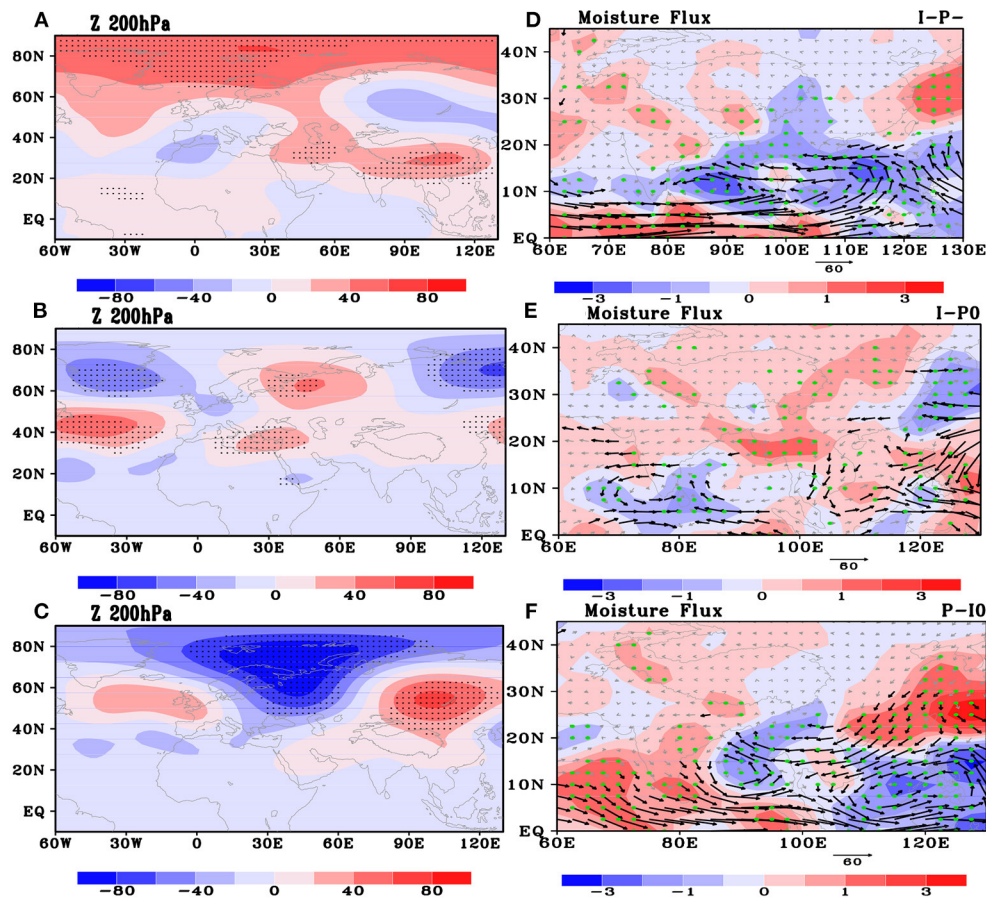 A
Z 200hPa
80N
60N
40N
20N
EQ
60W 30W 0 30E 60E 90E 120E
−80 −40 0 40 80
D
Moisture Flux I−P−
40N
30N
20N
10N
EQ
60E 70E 80E 90E 100E 110E 120E 130E
60
−3 −1 0 1 3
B
Z 200hPa
80N
60N
40N
20N
EQ
60W 30W 0 30E 60E 90E 120E
−80 −40 0 40 80
E
Moisture Flux I−P0
40N
30N
20N
10N
EQ
60E 80E 100E 120E
60
−3 −1 0 1 3
C
Z 200hPa
80N
60N
40N
20N
EQ
60W 30W 0 30E 60E 90E 120E
−80 −40 0 40 80
F
Moisture Flux P−I0
40N
30N
20N
10N
EQ
60E 80E 100E 120E
60
−3 −1 0 1 3